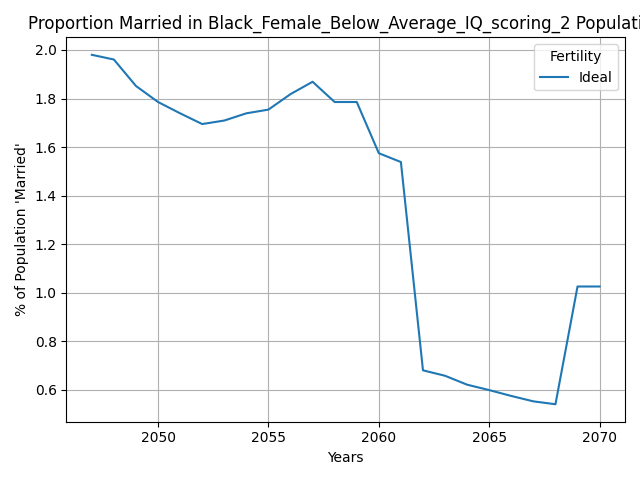 Proportion Married in Black_Female_Below_Average_IQ_scoring_2 Populati
Fertility
Ideal
2.0
1.8
1.6
1.4
1.2
1.0
0.8
0.6
% of Population 'Married'
2050 2055 2060 2065 2070
Years